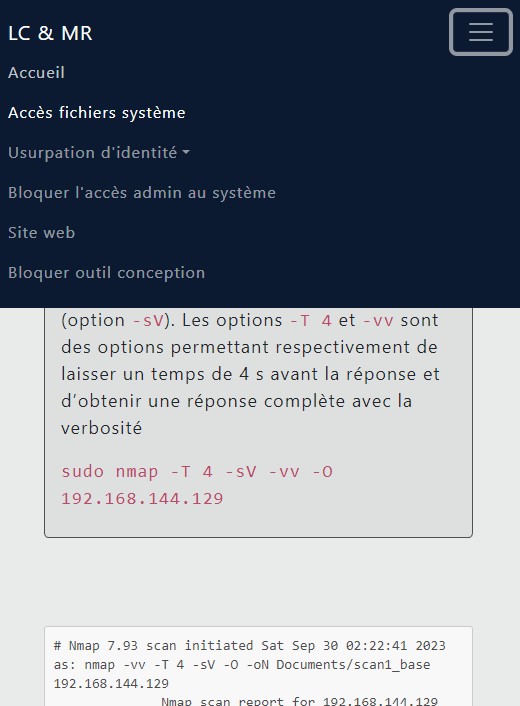 LC & MR
Accueil
Accès fichiers système
Usurpation d'identité
Bloquer l'accès admin au système
Site web
Bloquer outil conception
(option -sV). Les options -T 4 et -vv sont
des options permettant respectivement de
laisser un temps de 4 s avant la réponse et
d'obtenir une réponse complète avec la
verbosité
sudo nmap -T 4 -sV -vv -O
192.168.144.129
# Nmap 7.93 scan initiated Sat Sep 30 02:22:41 2023
as: nmap -vv -T 4 -sV -O -oN Documents/scan1_base
192.168.144.129
Nmap scan report for 192.168.144.129